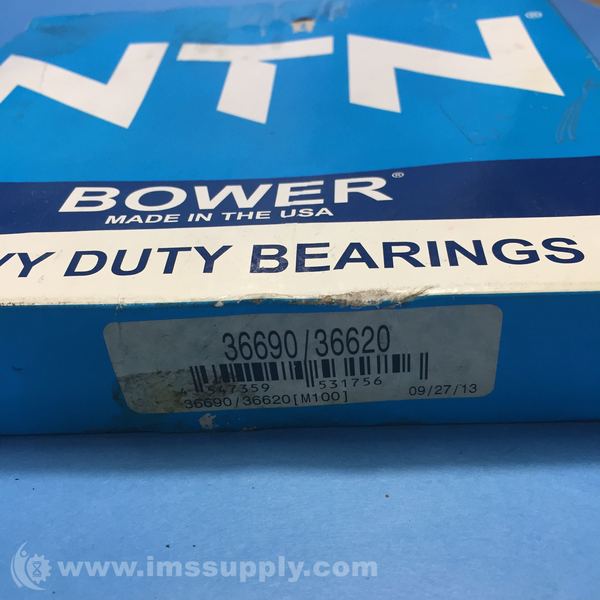 NTN®
BOWER®
MADE IN THE USA
VY DUTY BEARINGS
36690/36620
4 547359 531756
36690/36620[M100]
09/27/13
www.imssupply.com